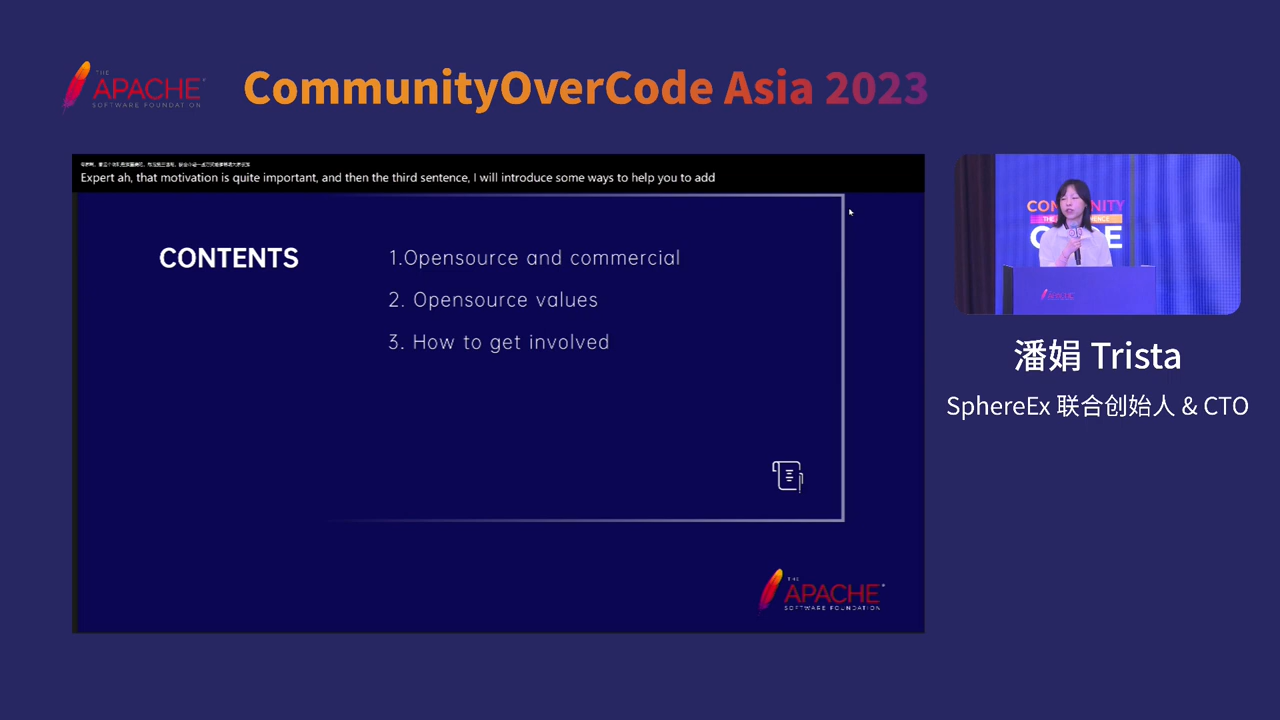 THE
APACHE
SOFTWARE FOUNDATION
CommunityOverCode Asia 2023
Expert ah, that motivation is quite important, and then the third sentence, I will introduce some ways to help you to add
CONTENTS
1.Opensource and commercial
2. Opensource values
3. How to get involved
THE
APACHE
SOFTWARE FOUNDATION
潘娟 Trista
SphereEx 联合创始人 & CTO